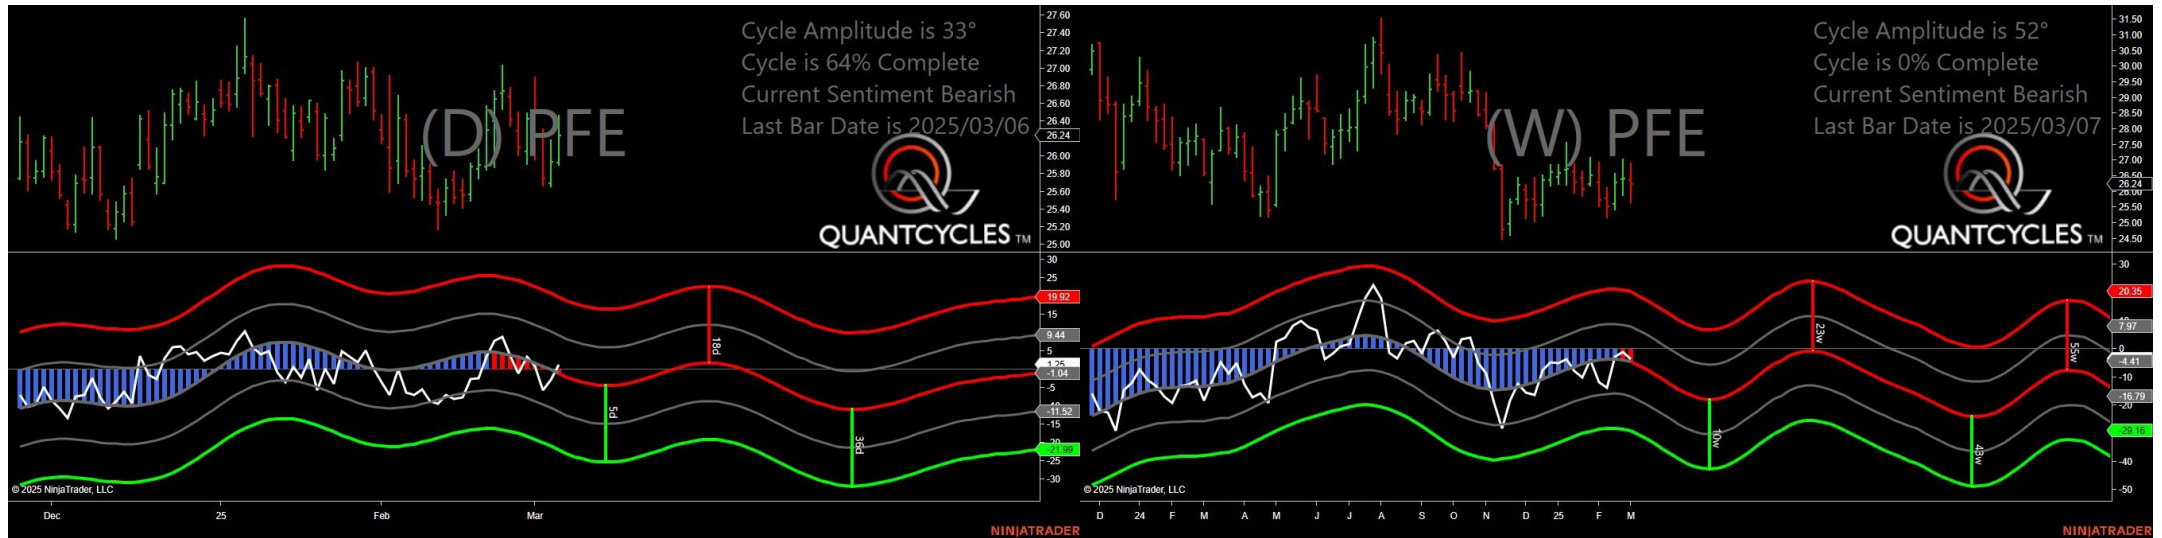 Cycle Amplitude is 33°
Cycle is 64% Complete
Current Sentiment Bearish
Last Bar Date is 2025/03/06
(D) PFE
QUANTCYCLES TM
27.60
27.40
27.20
27.00
26.80
26.60
26.40
26.24
26.00
25.80
25.60
25.40
25.20
25.00
30
25
19.92
15
9.44
5
-1.04
-5
-11.52
-15
-21.99
-25
-30
18d
5d
36d
© 2025 NinjaTrader, LLC
Dec
25
Feb
Mar
NINJATRADER
Cycle Amplitude is 52°
Cycle is 0% Complete
Current Sentiment Bearish
Last Bar Date is 2025/03/07
(W) PFE
QUANTCYCLES TM
31.50
31.00
30.50
30.00
29.50
29.00
28.50
28.00
27.50
27.00
26.50
26.24
26.00
25.50
25.00
24.50
30
20.35
7.97
0
-4.41
-10
-16.79
-20
-29.16
-40
-50
23w
55w
10w
43w
© 2025 NinjaTrader, LLC
D 24 F M A M J J A S O N D 25 F M
NINJATRADER